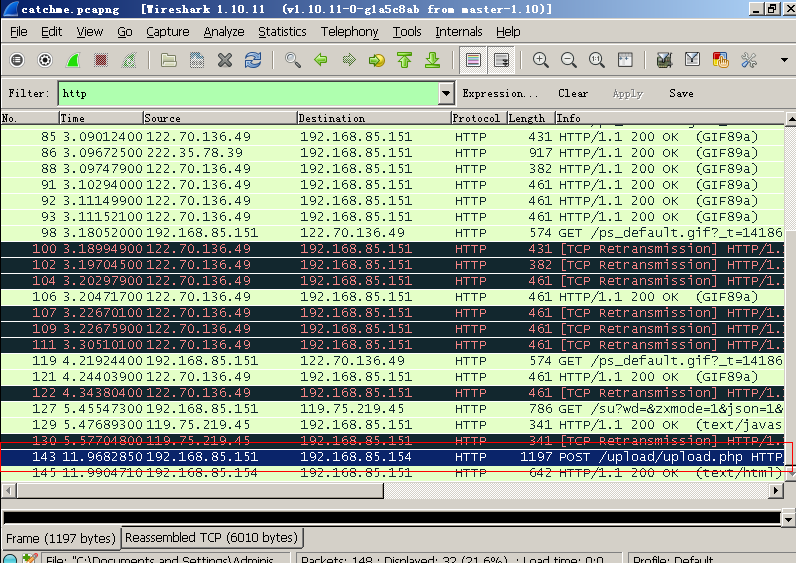 catchme.pcapng [Wireshark 1.10.11 (v1.10.11-0-g1a5c8ab from master-1.10)]
File Edit View Go Capture Analyze Statistics Telephony Tools Internals Help
Filter: http Expression... Clear Apply Save
No. Time Source Destination Protocol Length Info
85 3.09012400 122.70.136.49 192.168.85.151 HTTP 431 HTTP/1.1 200 OK (GIF89a)
86 3.09672500 222.35.78.39 192.168.85.151 HTTP 917 HTTP/1.1 200 OK (GIF89a)
88 3.09747900 122.70.136.49 192.168.85.151 HTTP 382 HTTP/1.1 200 OK (GIF89a)
91 3.10294000 122.70.136.49 192.168.85.151 HTTP 461 HTTP/1.1 200 OK (GIF89a)
92 3.11149900 122.70.136.49 192.168.85.151 HTTP 461 HTTP/1.1 200 OK (GIF89a)
93 3.11152100 122.70.136.49 192.168.85.151 HTTP 461 HTTP/1.1 200 OK (GIF89a)
98 3.18052000 192.168.85.151 122.70.136.49 HTTP 574 GET /ps_default.gif?_t=14186
100 3.18994900 122.70.136.49 192.168.85.151 HTTP 431 [TCP Retransmission] HTTP/1.
102 3.19704500 122.70.136.49 192.168.85.151 HTTP 382 [TCP Retransmission] HTTP/1.
104 3.20297900 122.70.136.49 192.168.85.151 HTTP 461 [TCP Retransmission] HTTP/1.
106 3.20471700 122.70.136.49 192.168.85.151 HTTP 461 HTTP/1.1 200 OK (GIF89a)
107 3.22670100 122.70.136.49 192.168.85.151 HTTP 461 [TCP Retransmission] HTTP/1.
109 3.22675900 122.70.136.49 192.168.85.151 HTTP 461 [TCP Retransmission] HTTP/1.
111 3.30510100 122.70.136.49 192.168.85.151 HTTP 461 [TCP Retransmission] HTTP/1.
119 4.21924400 192.168.85.151 122.70.136.49 HTTP 574 GET /ps_default.gif?_t=14186
121 4.24403900 122.70.136.49 192.168.85.151 HTTP 461 HTTP/1.1 200 OK (GIF89a)
122 4.34380400 122.70.136.49 192.168.85.151 HTTP 461 [TCP Retransmission] HTTP/1.
127 5.45547300 192.168.85.151 119.75.219.45 HTTP 786 GET /su?wd=&zxmode=1&json=1&
129 5.47689300 119.75.219.45 192.168.85.151 HTTP 341 HTTP/1.1 200 OK (text/javas
130 5.57704800 119.75.219.45 192.168.85.151 HTTP 341 [TCP Retransmission] HTTP/1.
143 11.9682850 192.168.85.151 192.168.85.154 HTTP 1197 POST /upload/upload.php HTTP
145 11.9904710 192.168.85.154 192.168.85.151 HTTP 642 HTTP/1.1 200 OK (text/html)
Frame (1197 bytes) Reassembled TCP (6010 bytes)
File: "C:\Documents and Settings\Adminis Packets: 148 · Displayed: 32 (21.6%) · Load time: 0:0 Profile: Default